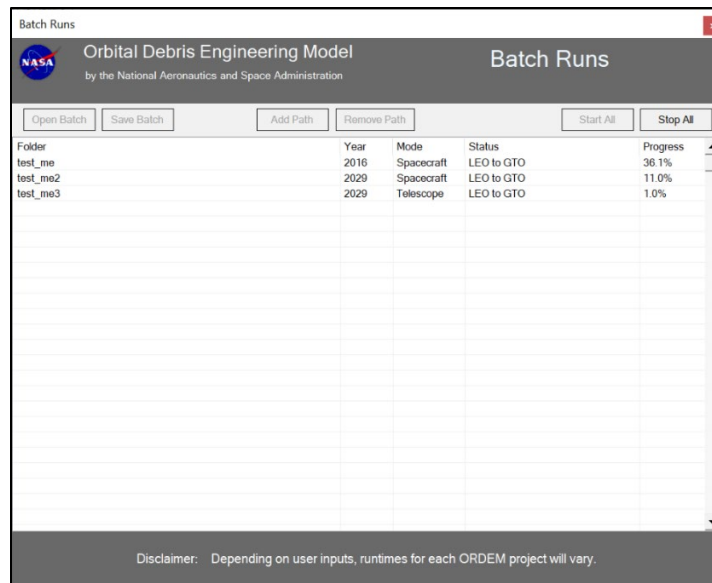 Batch Runs
NASA
Orbital Debris Engineering Model
by the National Aeronautics and Space Administration
Batch Runs
Open Batch Save Batch Add Path Remove Path Start All Stop All
Folder Year Mode Status Progress
test_me 2016 Spacecraft LEO to GTO 36.1%
test_me2 2029 Spacecraft LEO to GTO 11.0%
test_me3 2029 Telescope LEO to GTO 1.0%
Disclaimer: Depending on user inputs, runtimes for each ORDEM project will vary.